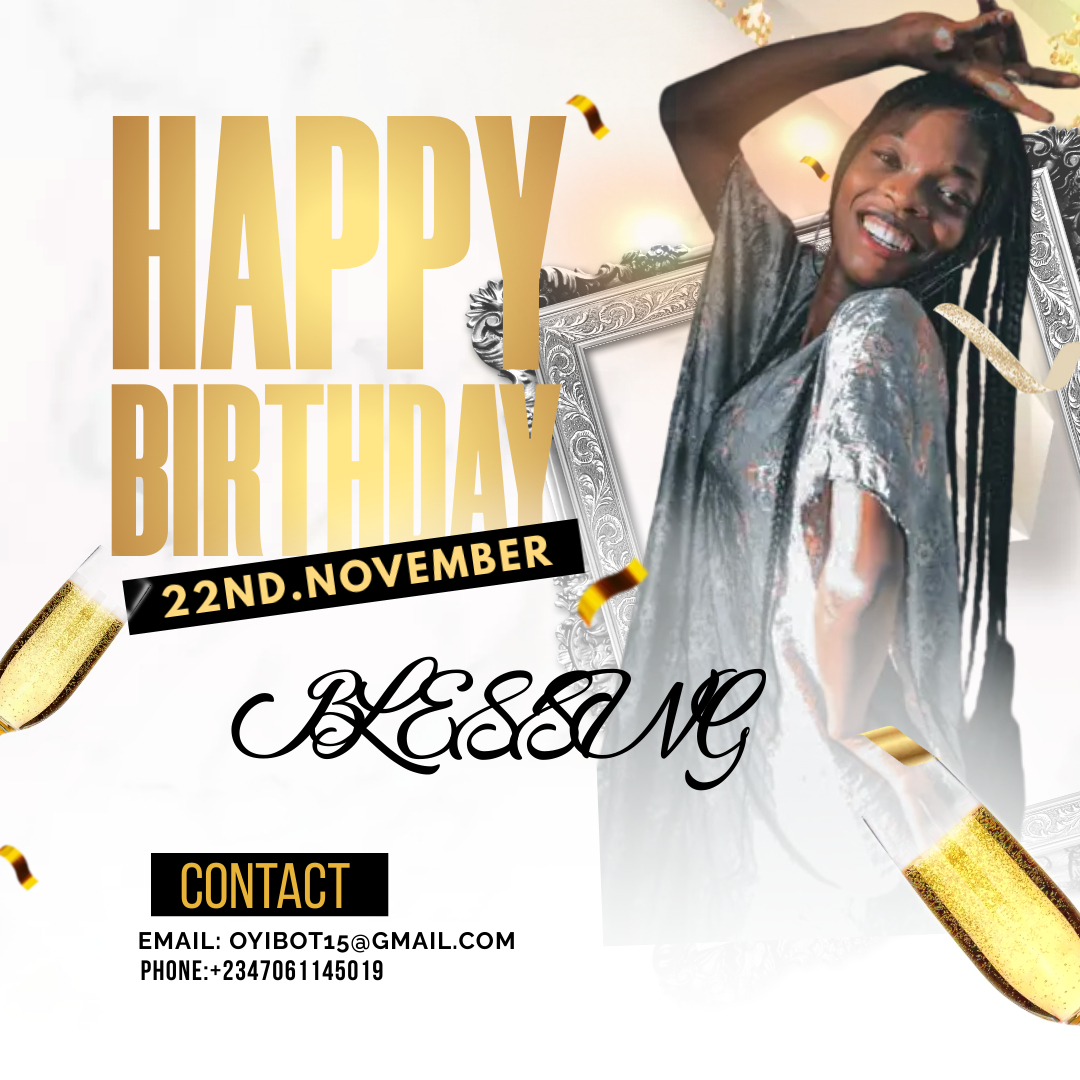 HAPPY
BIRTHDAY
22ND.NOVEMBER
BLESSING
CONTACT
EMAIL: OYIBOT15@GMAIL.COM
PHONE:+2347061145019